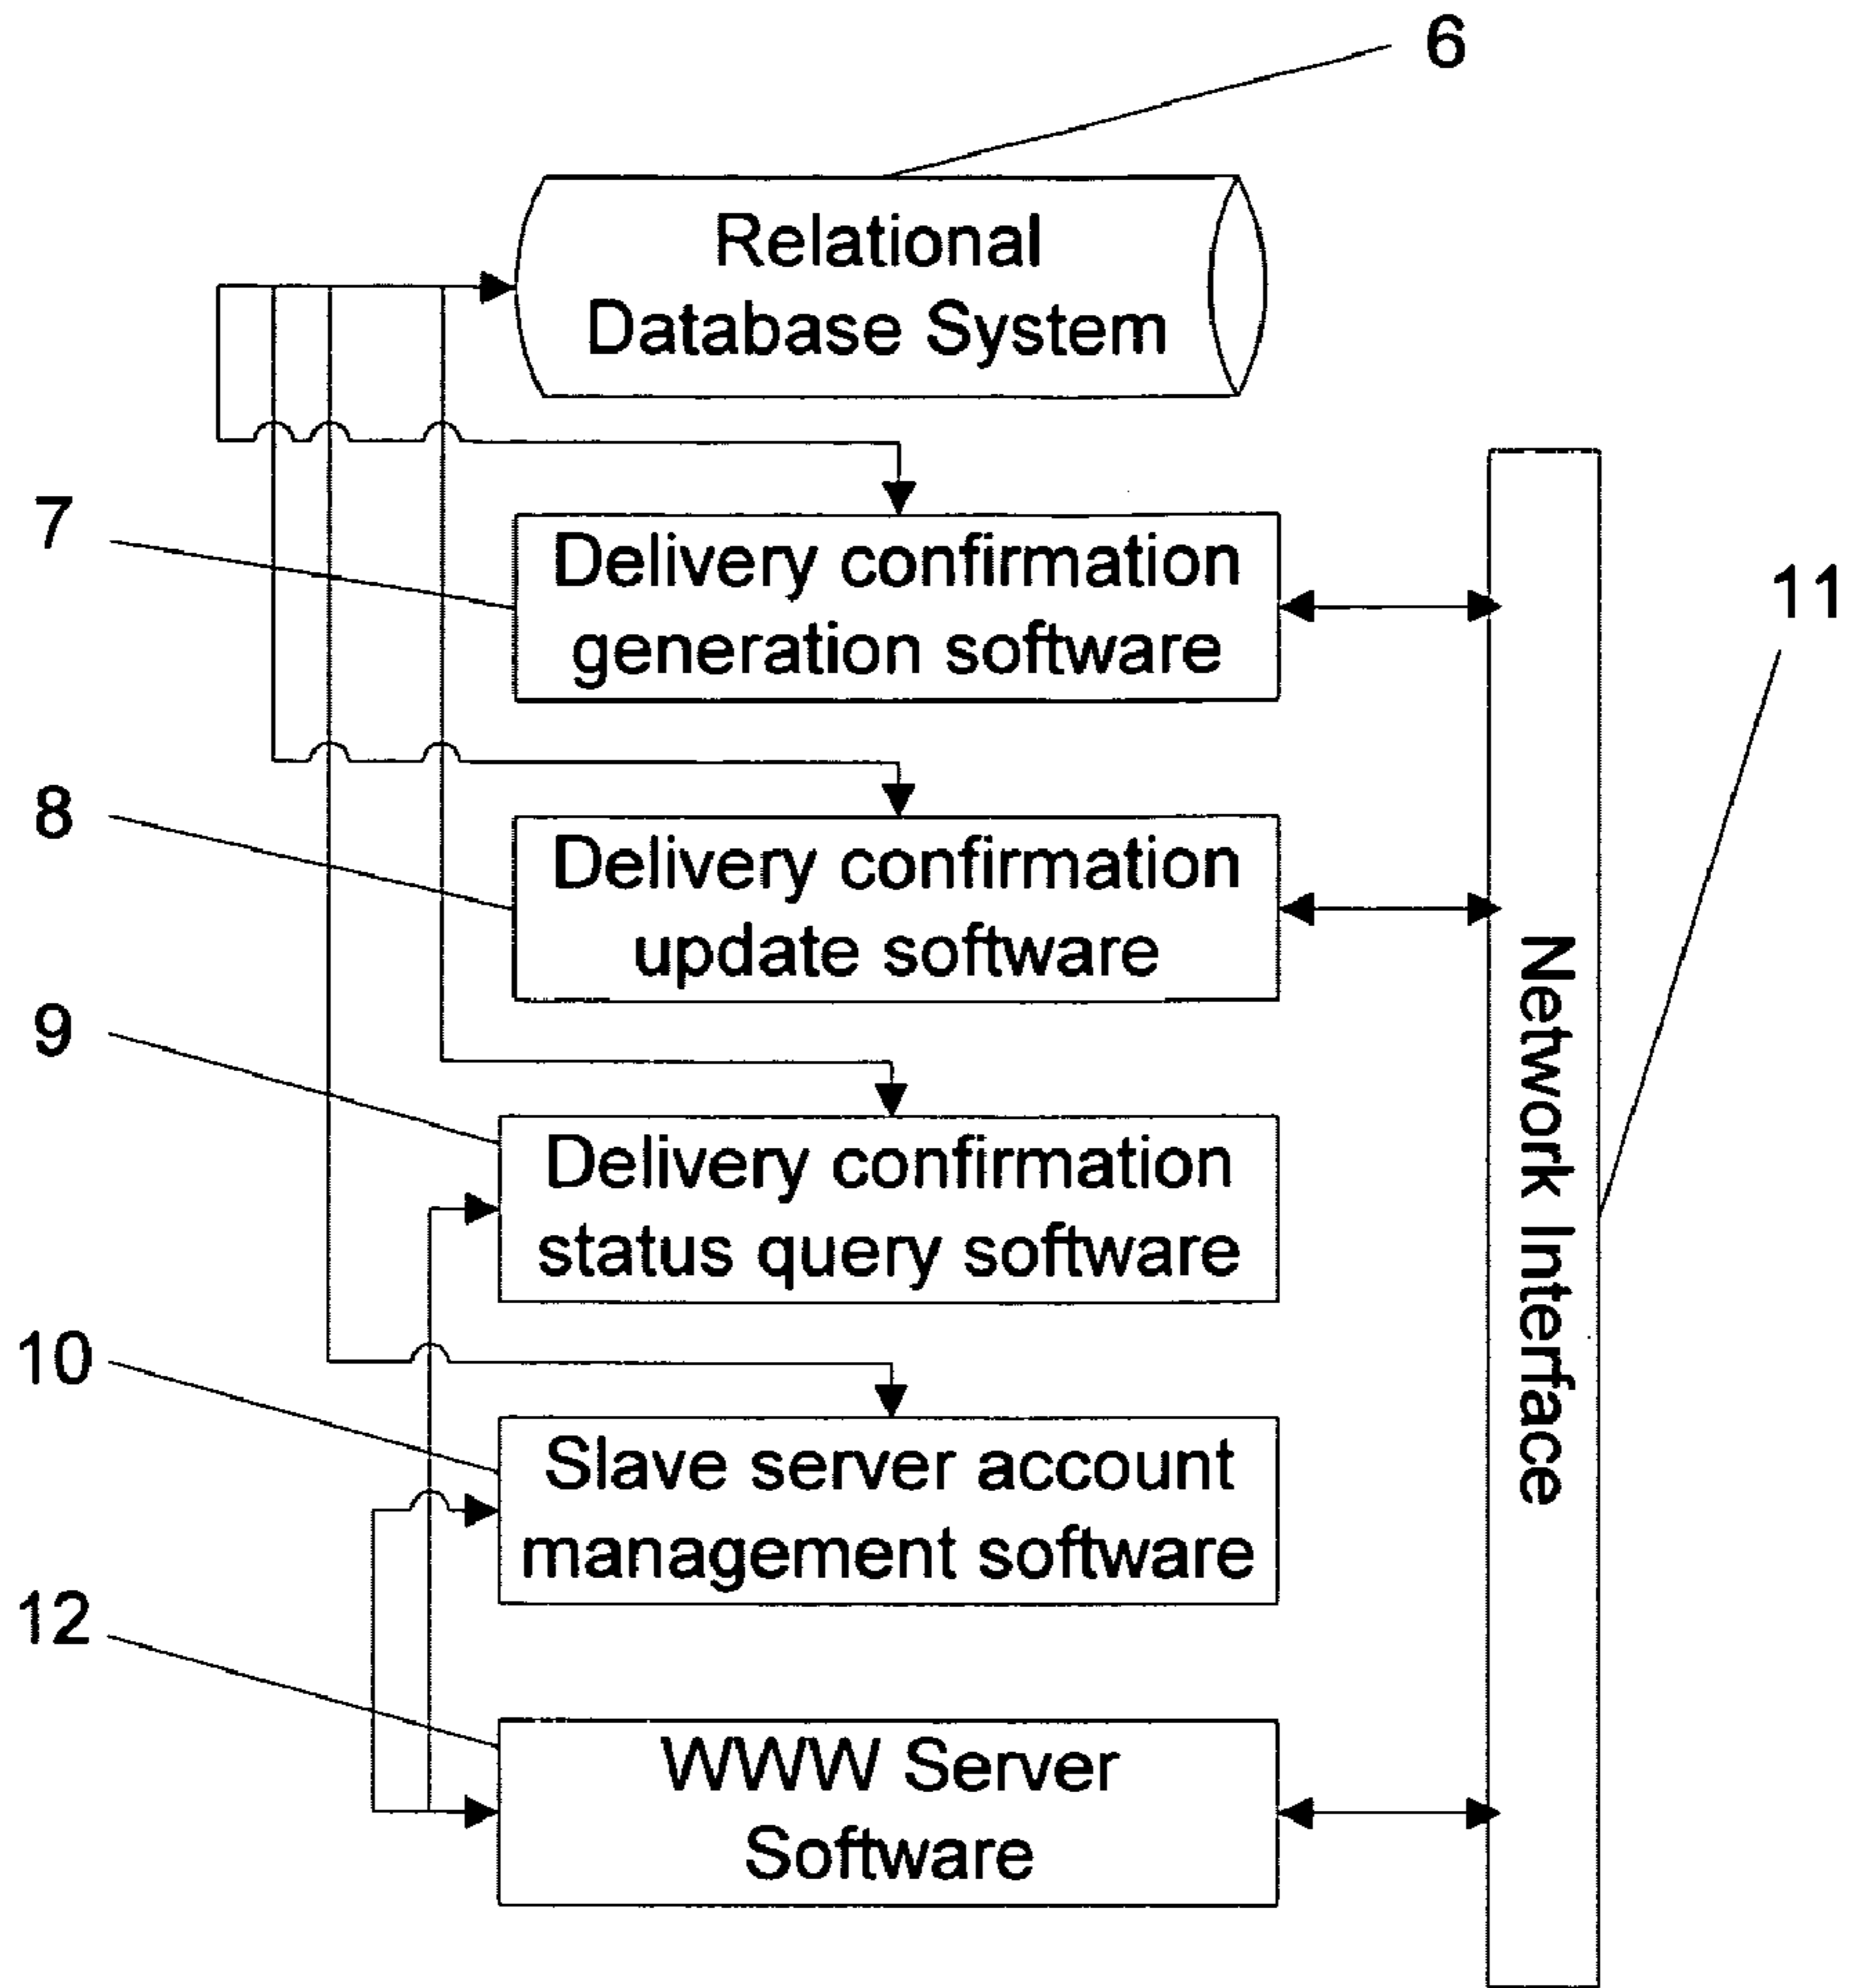 6
Relational
Database System
7
Delivery confirmation
generation software
11
8
Delivery confirmation
update software
Network Interface
9
Delivery confirmation
status query software
10
Slave server account
management software
12
WWW Server
Software